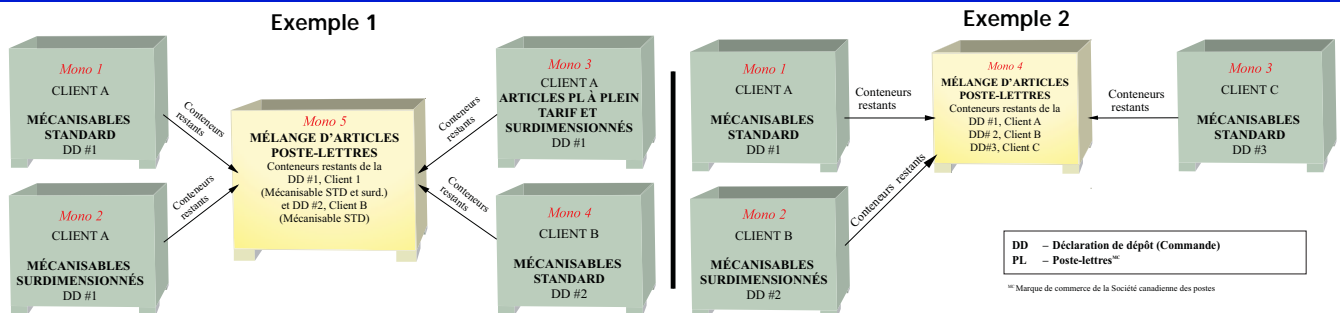 Exemple 1
Mono 1
CLIENT A
MÉCANISABLES
STANDARD
DD #1
Conteneurs
restants
Mono 2
CLIENT A
MÉCANISABLES
SURDIMENSIONNÉS
DD #1
Conteneurs
restants
Mono 5
MÉLANGE D'ARTICLES
POSTE-LETTRES
Conteneurs restants de la
DD #1, Client 1
(Mécanisable STD et surd.)
et DD #2, Client B
(Mécanisable STD)
Mono 3
CLIENT A
ARTICLES PL À PLEIN
TARIF ET
SURDIMENSIONNÉS
DD #1
Conteneurs
restants
Mono 4
CLIENT B
MÉCANISABLES
STANDARD
DD #2
Conteneurs
restants
Exemple 2
Mono 1
CLIENT A
MÉCANISABLES
STANDARD
DD #1
Conteneurs
restants
Mono 2
CLIENT B
MÉCANISABLES
SURDIMENSIONNÉS
DD #2
Conteneurs restants
Mono 4
MÉLANGE D'ARTICLES
POSTE-LETTRES
Conteneurs restants de la
DD #1, Client A
DD# 2, Client B
DD#3, Client C
Conteneurs
restants
Mono 3
CLIENT C
MÉCANISABLES
STANDARD
DD #3
DD – Déclaration de dépôt (Commande)
PL – Poste-lettres MC
MC Marque de commerce de la Société canadienne des postes